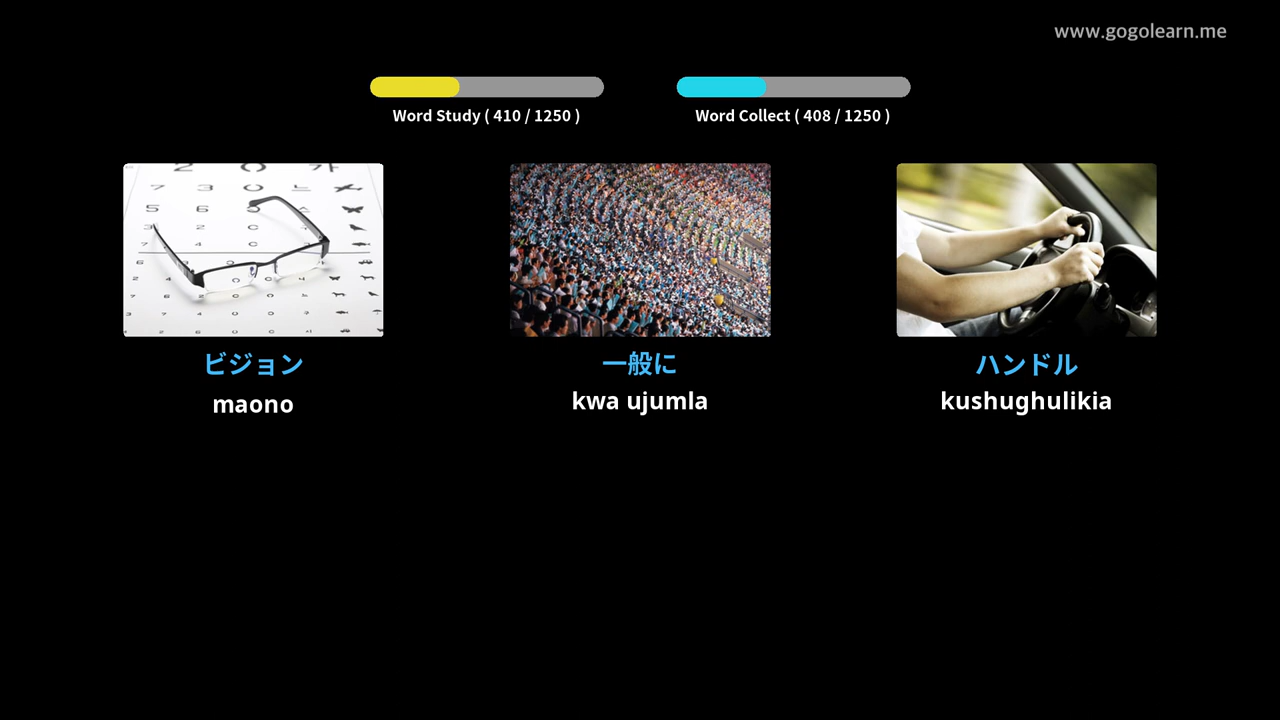 www.gogolearn.me
Word Study ( 410 / 1250 )
Word Collect ( 408 / 1250 )
ビジョン
maono
一般に
kwa ujumla
ハンドル
kushughulikia